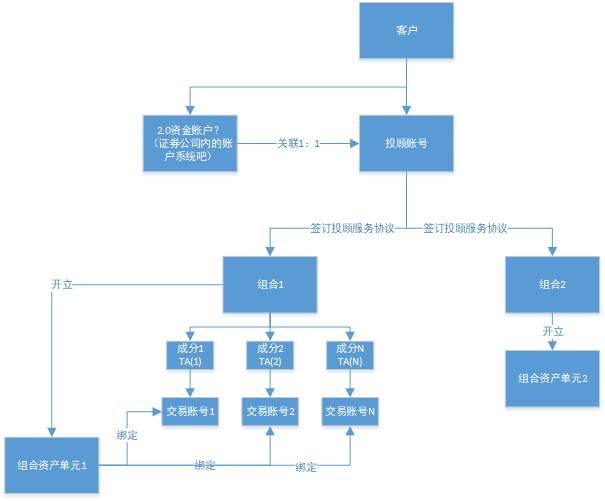 客户
2.0资金账户？
（证券公司内的账
户系统吧）
关联1：1
投顾账号
签订投顾服务协议
签订投顾服务协议
开立
组合1
组合2
成分1
TA(1)
成分2
TA(2)
成分N
TA(N)
开立
组合资产单元2
交易账号1
交易账号2
交易账号N
绑定
组合资产单元1
绑定
绑定